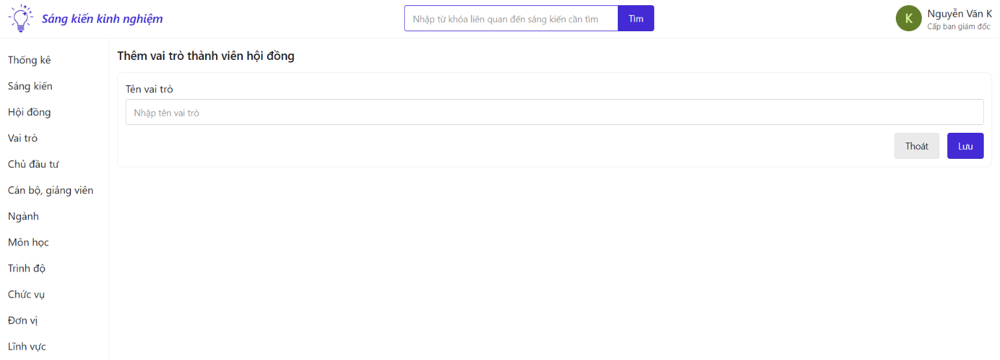 Sáng kiến kinh nghiệm
Nhập từ khóa liên quan đến sáng kiến cần tìm
Tìm
K
Nguyễn Văn K
Cấp ban giám đốc
Thống kê
Sáng kiến
Hội đồng
Vai trò
Chủ đầu tư
Cán bộ, giảng viên
Ngành
Môn học
Trình độ
Chức vụ
Đơn vị
Lĩnh vực
Thêm vai trò thành viên hội đồng
Tên vai trò
Nhập tên vai trò
Thoát
Lưu